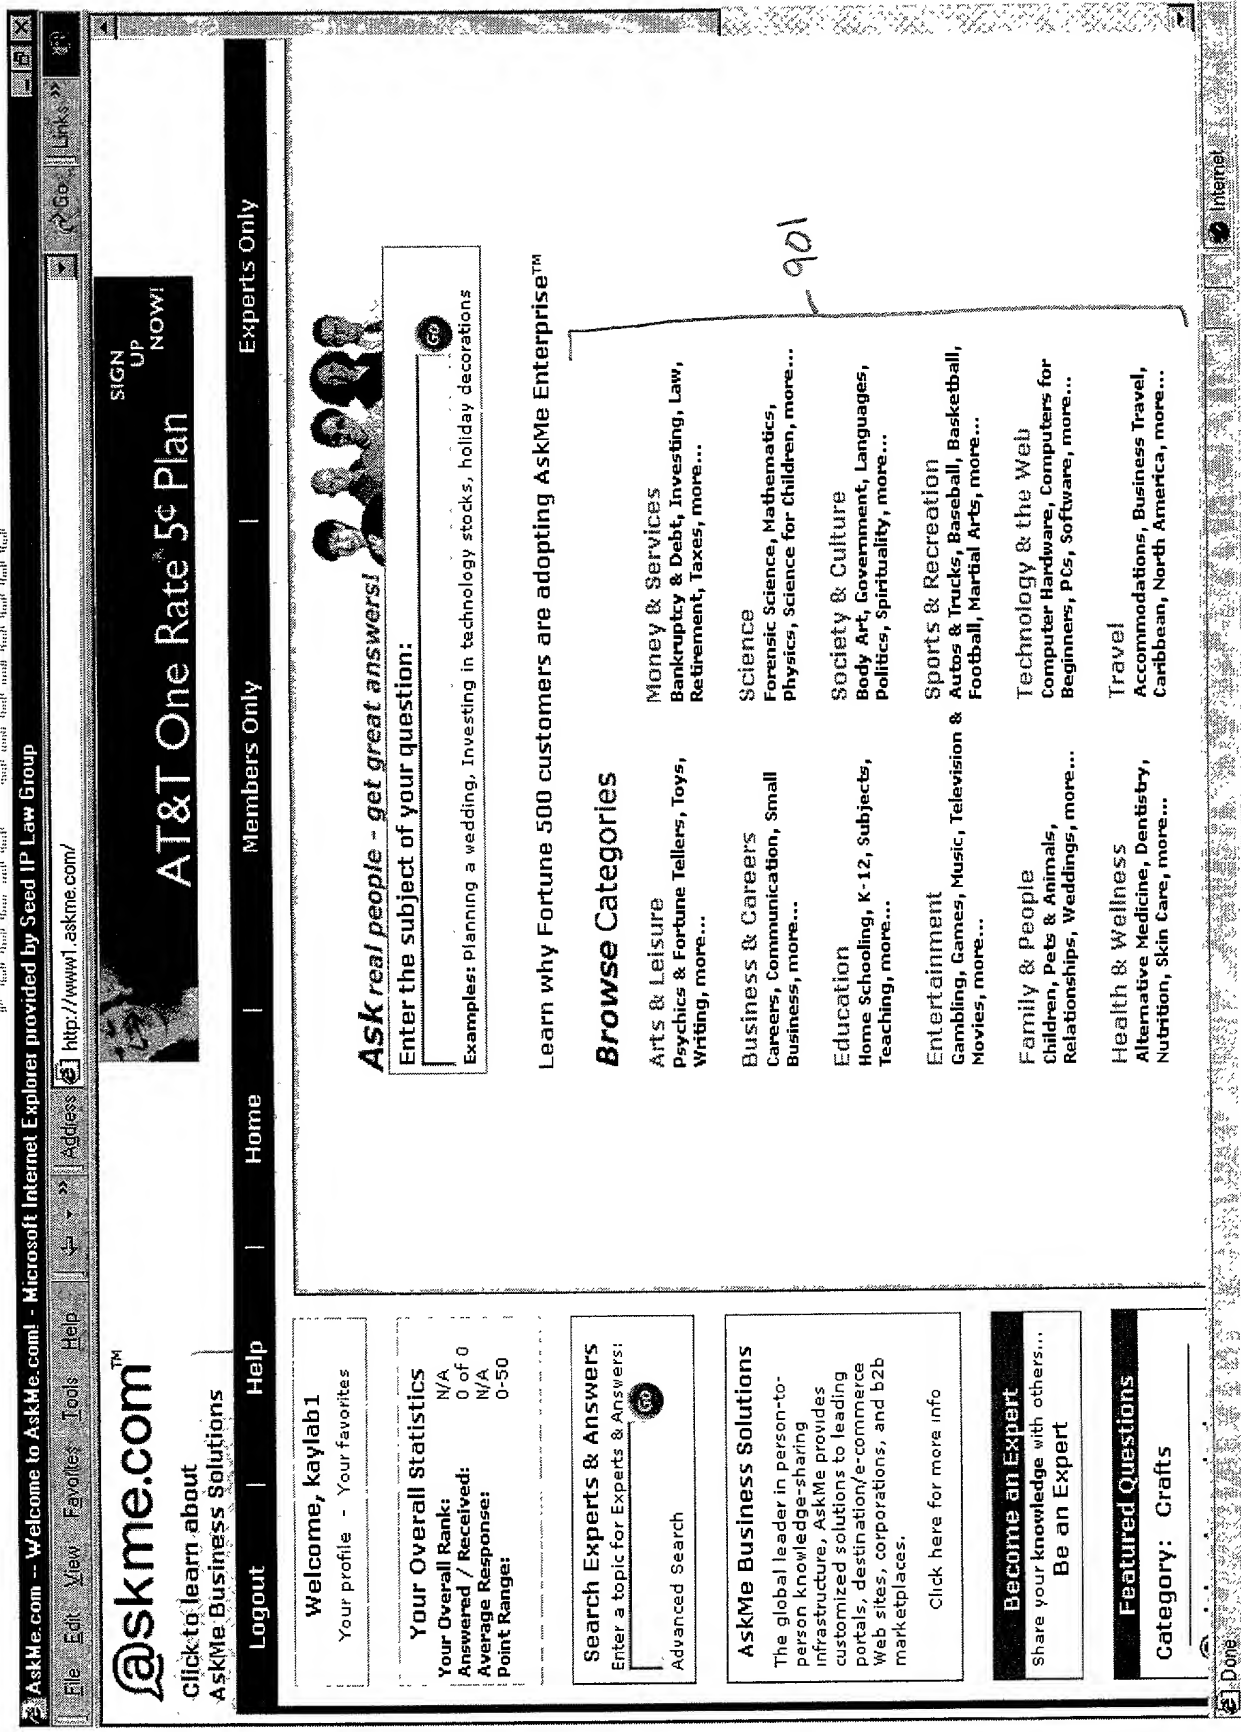 AskMe.com -- Welcome to AskMe.com! - Microsoft Internet Explorer provided by Seed IP Law Group
File Edit View Favorites Tools Help
Address http://www1.askme.com/
Go Links »
@skme.com™
Click to learn about
AskMe Business Solutions
AT&T One Rate 5¢ Plan
SIGN
UP
NOW!
Logout | Help | Home | Members Only | Experts Only
Welcome, kaylab1
Your profile - Your favorites
Your Overall Statistics
Your Overall Rank: N/A
Answered / Received: 0 of 0
Average Response: N/A
Point Range: 0-50
Search Experts & Answers
Enter a topic for Experts & Answers:
GO
Advanced Search
AskMe Business Solutions
The global leader in person-to-
person knowledge-sharing
infrastructure, AskMe provides
customized solutions to leading
portals, destination/e-commerce
Web sites, corporations, and b2b
marketplaces.
Click here for more info
Become an Expert
Share your knowledge with others...
Be an Expert
Featured Questions
Category: Crafts
Ask real people - get great answers!
Enter the subject of your question:
GO
Examples: Planning a wedding, Investing in technology stocks, holiday decorations
Learn why Fortune 500 customers are adopting AskMe Enterprise™
Browse Categories
Arts & Leisure
Psychics & Fortune Tellers, Toys,
Writing, more...
Business & Careers
Careers, Communication, Small
Business, more...
Education
Home Schooling, K-12, Subjects,
Teaching, more...
Entertainment
Gambling, Games, Music, Television &
Movies, more...
Family & People
Children, Pets & Animals,
Relationships, Weddings, more...
Health & Wellness
Alternative Medicine, Dentistry,
Nutrition, Skin Care, more...
Money & Services
Bankruptcy & Debt, Investing, Law,
Retirement, Taxes, more...
Science
Forensic Science, Mathematics,
Physics, Science for Children, more...
Society & Culture
Body Art, Government, Languages,
Politics, Spirituality, more...
Sports & Recreation
Autos & Trucks, Baseball, Basketball,
Football, Martial Arts, more...
Technology & the Web
Computer Hardware, Computers for
Beginners, PCs, Software, more...
Travel
Accommodations, Business Travel,
Caribbean, North America, more...
901
Done
Internet